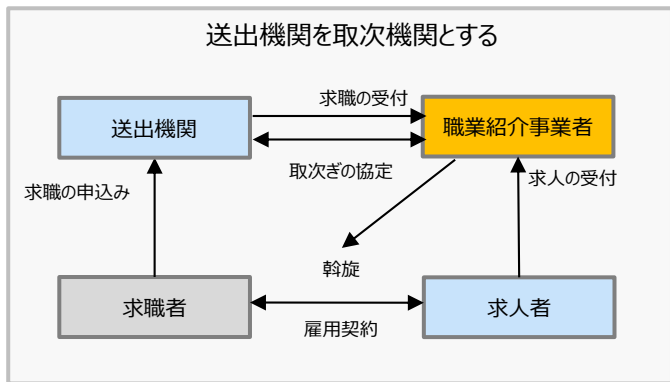 送出機関を取次機関とする
求職の受付
送出機関
職業紹介事業者
取次ぎの協定
求職の申込み
求人の受付
斡旋
求職者
求人者
雇用契約